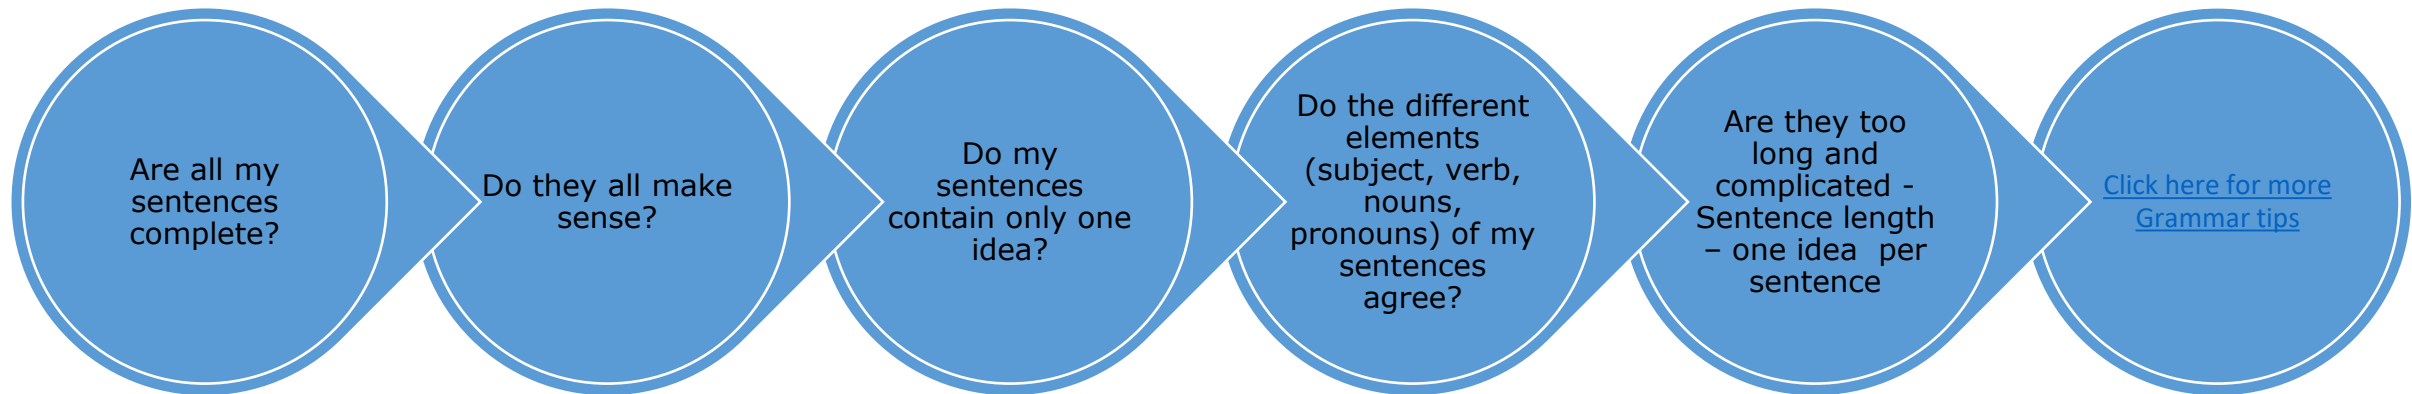 Are all my
sentences
complete?
Do they all make
sense?
Do my
sentences
contain only one
idea?
Do the different
elements
(subject, verb,
nouns,
pronouns) of my
sentences
agree?
Are they too
long and
complicated -
Sentence length
– one idea  per
sentence
Click here for more
Grammar tips